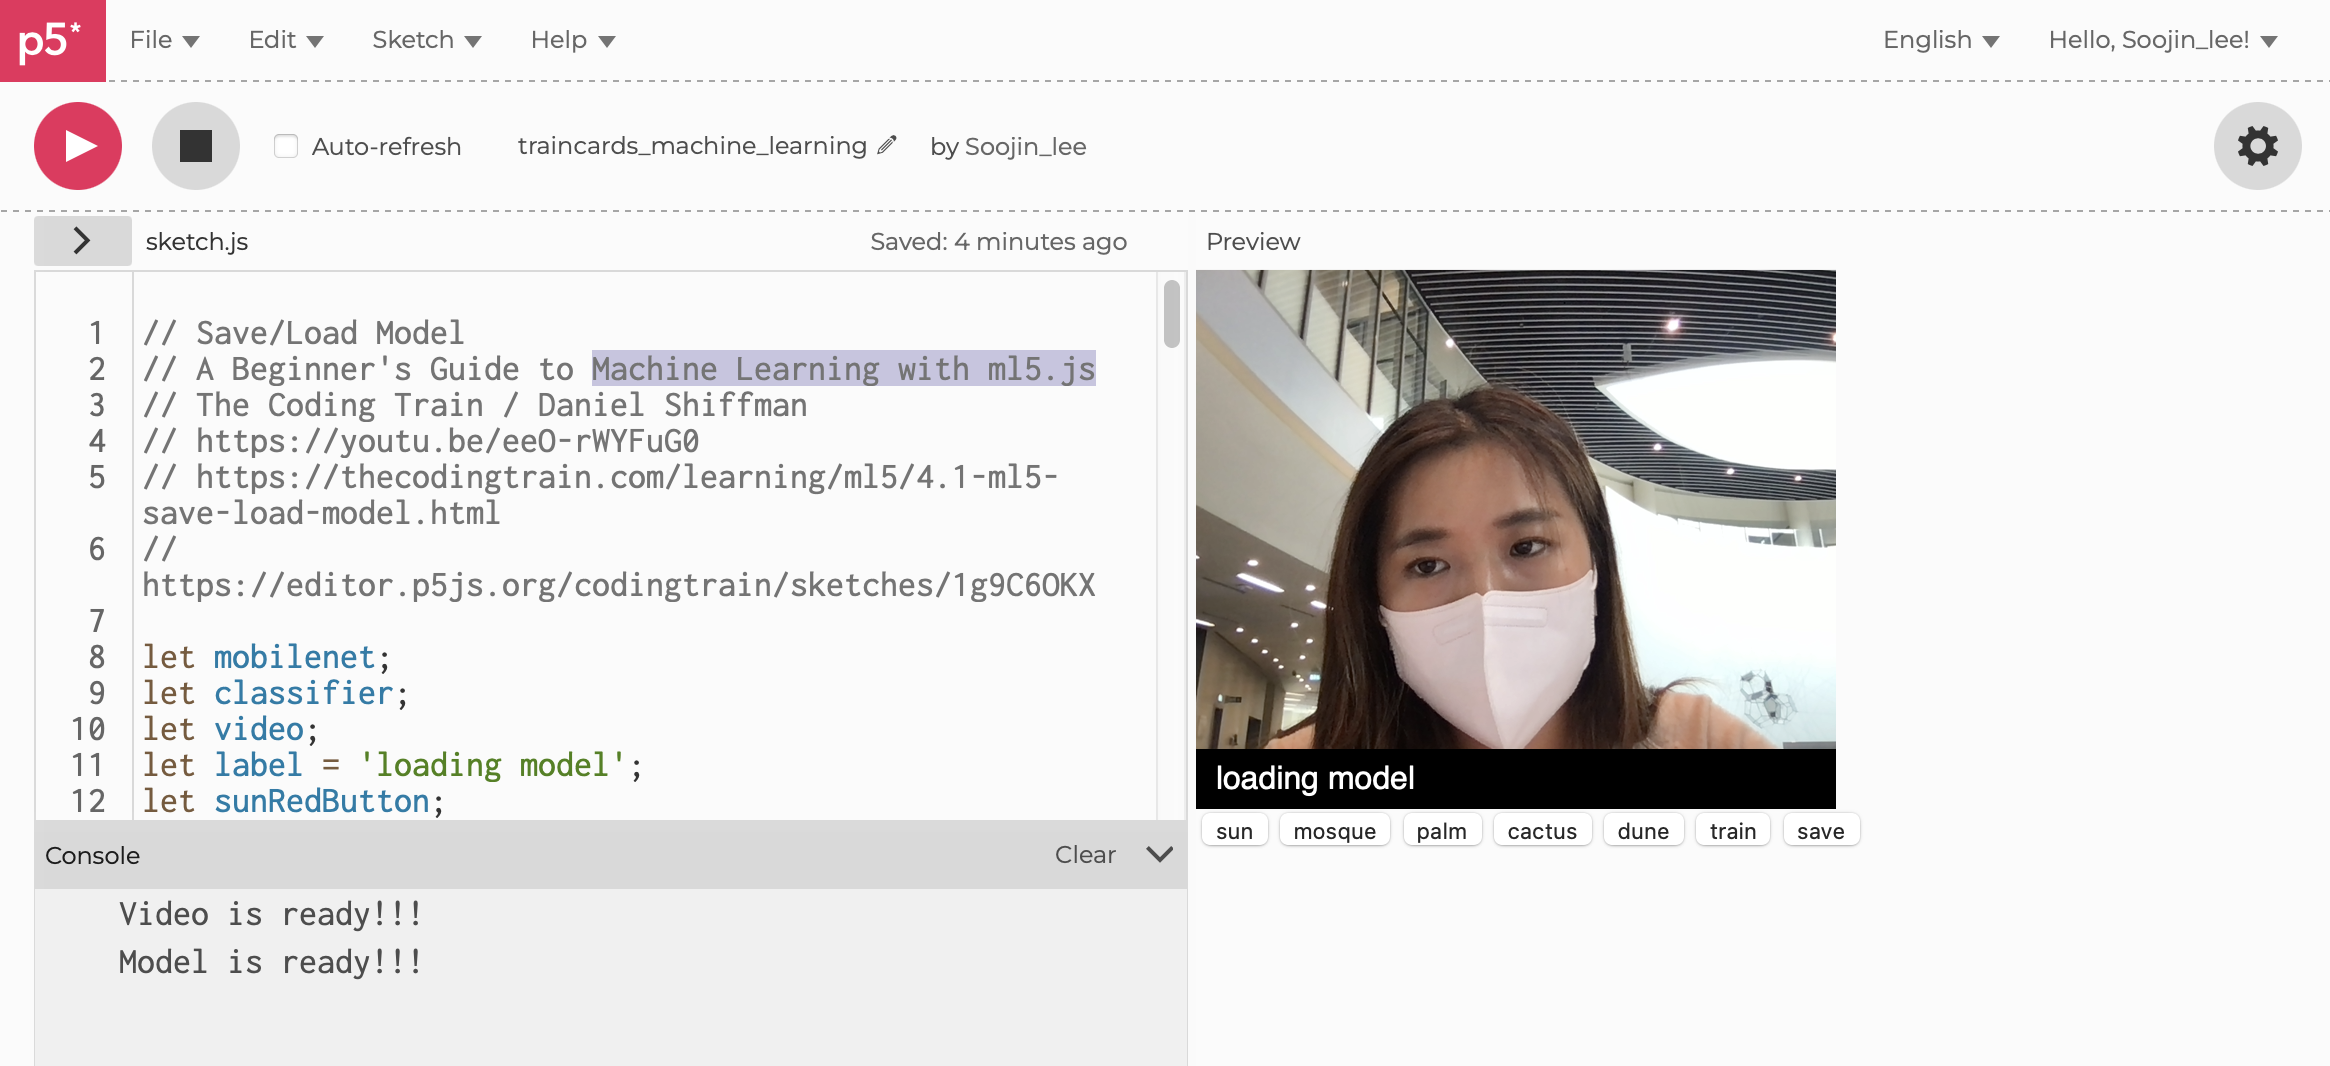 p5*
File
Edit
Sketch
Help
English
Hello, Soojin_lee!
Auto-refresh
traincards_machine_learning
by Soojin_lee
sketch.js
Saved: 4 minutes ago
Preview
1 // Save/Load Model
2 // A Beginner's Guide to Machine Learning with ml5.js
3 // The Coding Train / Daniel Shiffman
4 // https://youtu.be/eeO-rWYFuG0
5 // https://thecodingtrain.com/learning/ml5/4.1-ml5-
save-load-model.html
6 //
https://editor.p5js.org/codingtrain/sketches/1g9C6OKX
7
8 let mobilenet;
9 let classifier;
10 let video;
11 let label = 'loading model';
12 let sunRedButton;
loading model
sun
mosque
palm
cactus
dune
train
save
Console
Clear
Video is ready!!!
Model is ready!!!